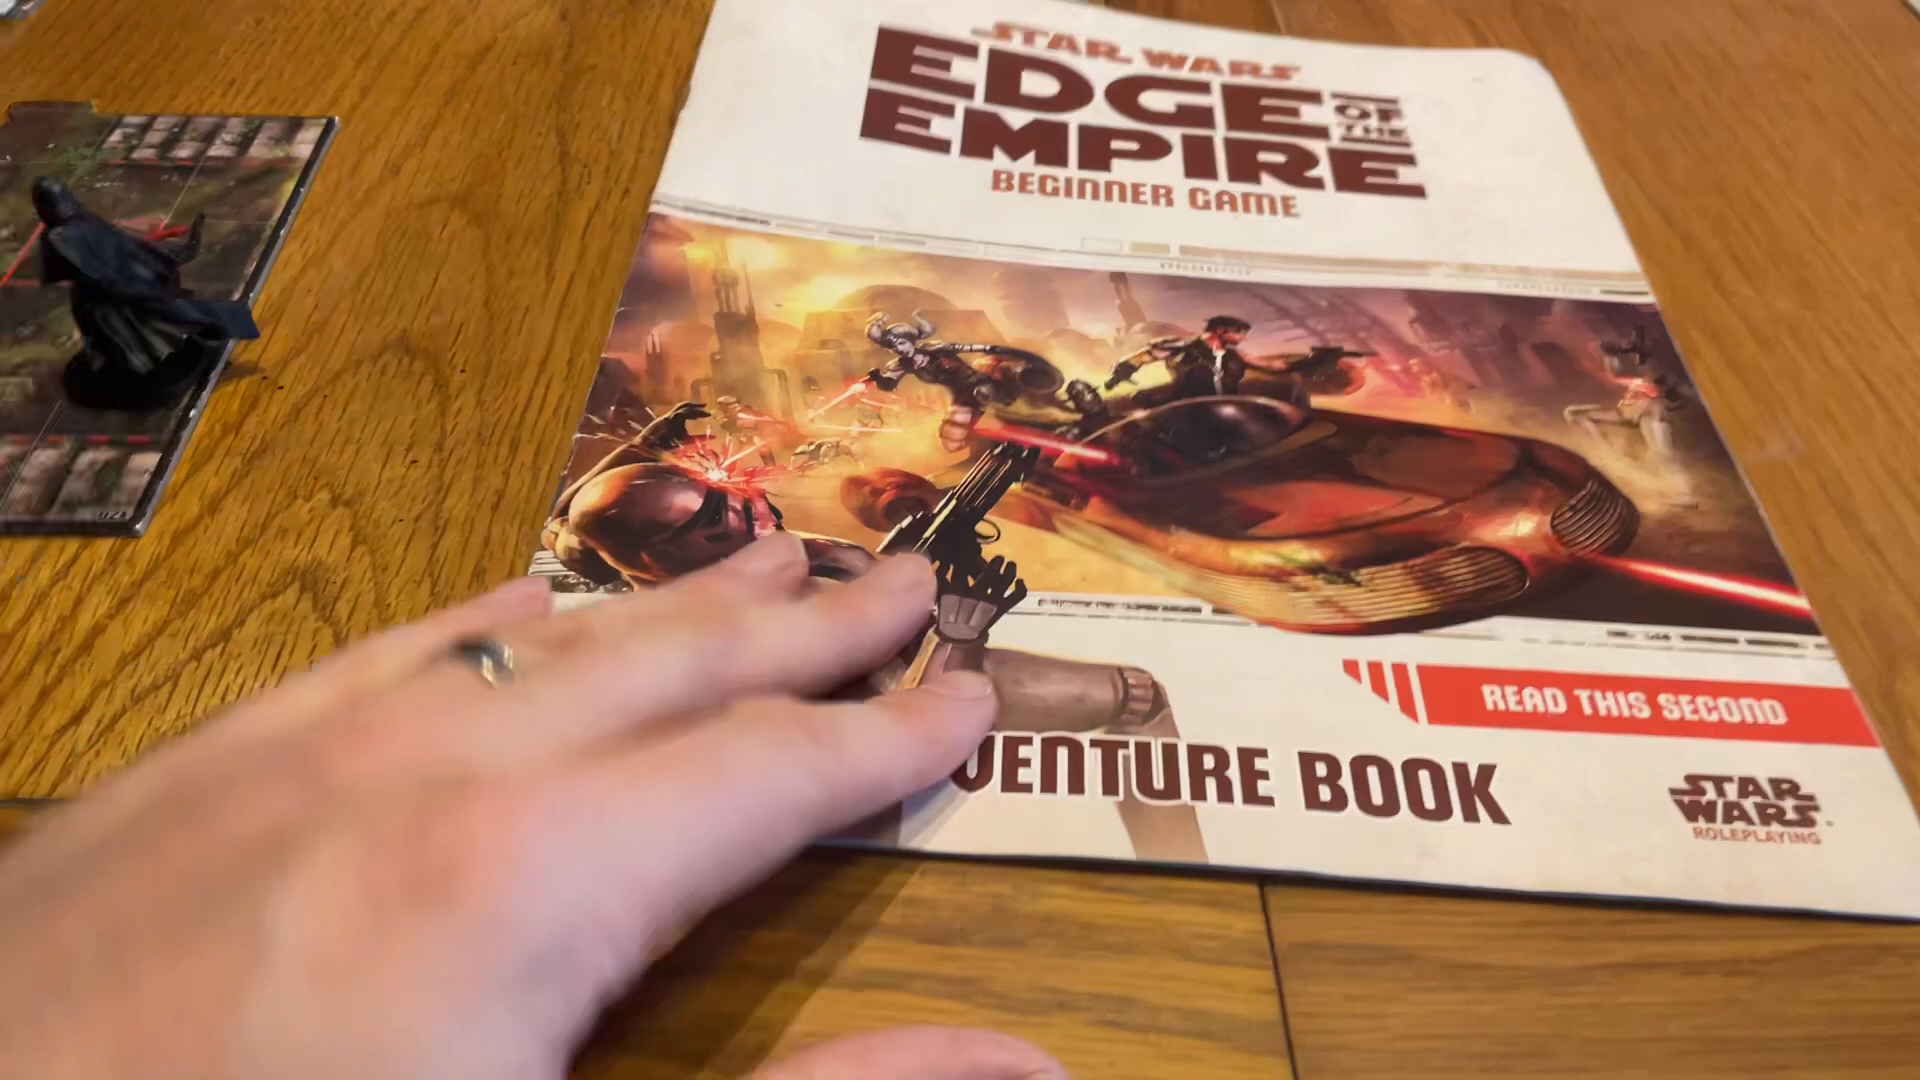 STAR WARS
EDGE OF THE
EMPIRE
BEGINNER GAME
READ THIS SECOND
VENTURE BOOK
STAR
WARS
ROLEPLAYING